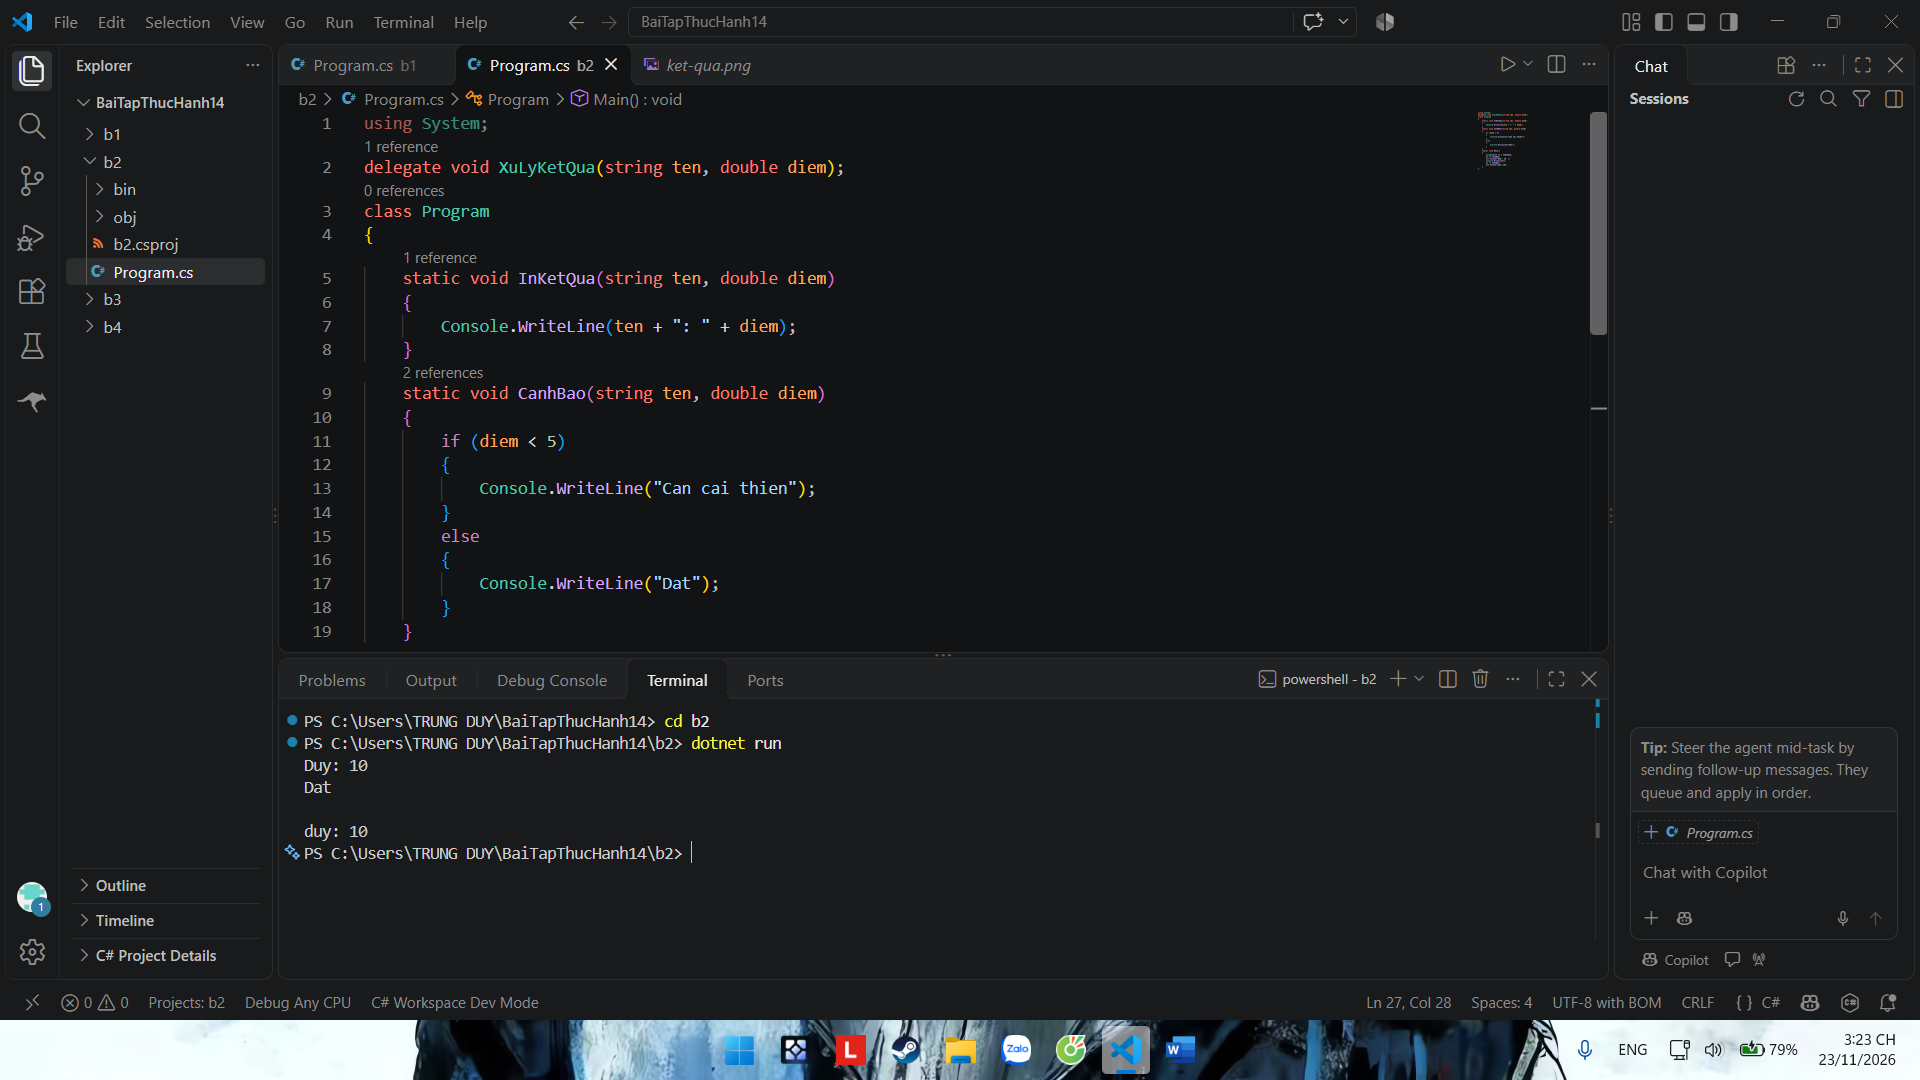 File Edit Selection View Go Run Terminal Help
BaiTapThucHanh14
Explorer
BaiTapThucHanh14
b1
b2
bin
obj
b2.csproj
Program.cs
b3
b4
Outline
Timeline
C# Project Details
Program.cs b1
Program.cs b2
ket-qua.png
b2 > Program.cs > Program > Main() : void
1 using System;
1 reference
2 delegate void XuLyKetQua(string ten, double diem);
0 references
3 class Program
4 {
1 reference
5 static void InKetQua(string ten, double diem)
6 {
7 Console.WriteLine(ten + ": " + diem);
8 }
2 references
9 static void CanhBao(string ten, double diem)
10 {
11 if (diem < 5)
12 {
13 Console.WriteLine("Can cai thien");
14 }
15 else
16 {
17 Console.WriteLine("Dat");
18 }
19 }
Problems Output Debug Console Terminal Ports
powershell - b2
PS C:\Users\TRUNG DUY\BaiTapThucHanh14> cd b2
PS C:\Users\TRUNG DUY\BaiTapThucHanh14\b2> dotnet run
Duy: 10
Dat
duy: 10
PS C:\Users\TRUNG DUY\BaiTapThucHanh14\b2>
Chat
Sessions
Tip: Steer the agent mid-task by
sending follow-up messages. They
queue and apply in order.
Program.cs
Chat with Copilot
Copilot
1
0 0 Projects: b2 Debug Any CPU C# Workspace Dev Mode
Ln 27, Col 28 Spaces: 4 UTF-8 with BOM CRLF { } C#
L
Zalo
W
ENG
79%
3:23 CH
23/11/2026